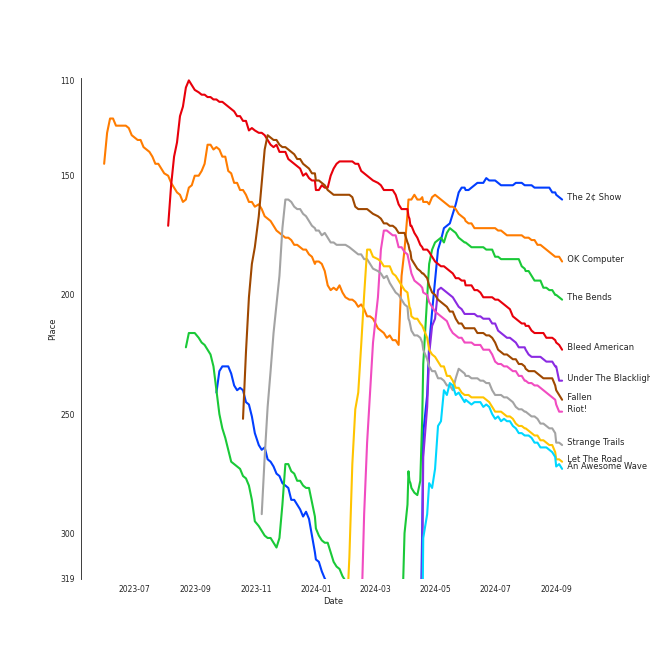 110
150
200
250
300
319
Place
2023-07
2023-09
2023-11
2024-01
2024-03
2024-05
2024-07
2024-09
Date
The 2¢ Show
OK Computer
The Bends
Bleed American
Under The Blackligh
Fallen
Riot!
Strange Trails
Let The Road
An Awesome Wave